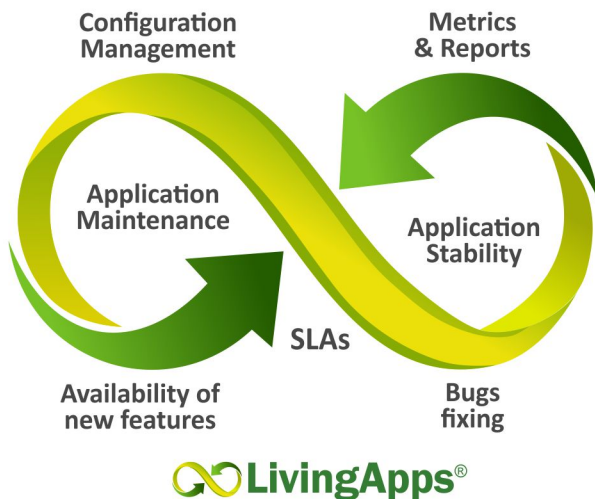 Configuration
Management
Metrics
& Reports
Application
Maintenance
Application
Stability
SLAs
Availability of
new features
Bugs
fixing
LivingApps®